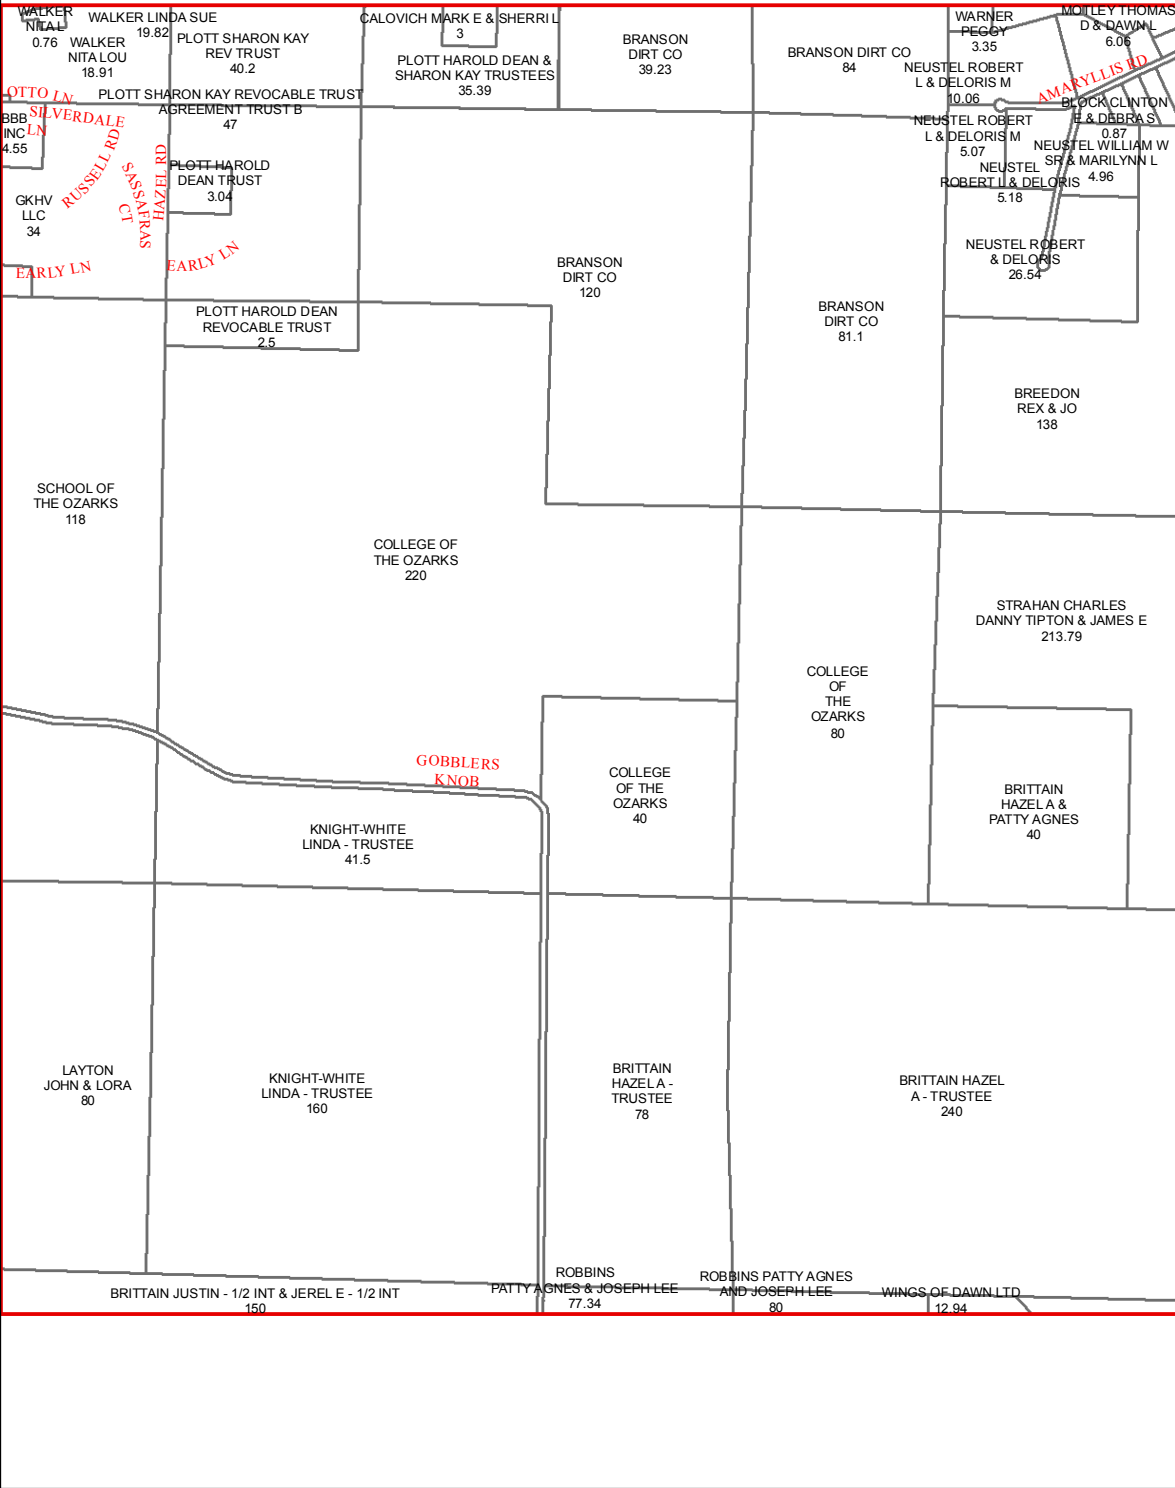 WALKER
NITA L
0.76
WALKER LINDA SUE
19.82
WALKER
NITA LOU
18.91
PLOTT SHARON KAY
REV TRUST
40.2
CALOVICH MARK E & SHERRI L
3
PLOTT HAROLD DEAN &
SHARON KAY TRUSTEES
35.39
BRANSON
DIRT CO
39.23
BRANSON DIRT CO
84
WARNER
PEGGY
3.35
MOTLEY THOMAS
D & DAWN L
6.06
NEUSTEL ROBERT
L & DELORIS M
10.06
AMARYLLIS RD
OTTO LN
SILVERDALE
LN
PLOTT SHARON KAY REVOCABLE TRUST
AGREEMENT TRUST B
47
BBB
INC
4.55
RUSSELL RD
SASSAFRAS
CT
HAZEL RD
PLOTT HAROLD
DEAN TRUST
3.04
NEUSTEL ROBERT
L & DELORIS M
5.07
BLOCK CLINTON
E & DEBRA S
0.87
NEUSTEL WILLIAM W
SR & MARILYNN L
4.96
NEUSTEL
ROBERT L & DELORIS
5.18
GKHV
LLC
34
EARLY LN
EARLY LN
NEUSTEL ROBERT
& DELORIS
26.54
BRANSON
DIRT CO
120
PLOTT HAROLD DEAN
REVOCABLE TRUST
2.5
BRANSON
DIRT CO
81.1
BREEDON
REX & JO
138
SCHOOL OF
THE OZARKS
118
COLLEGE OF
THE OZARKS
220
STRAHAN CHARLES
DANNY TIPTON & JAMES E
213.79
COLLEGE
OF
THE
OZARKS
80
GOBBLERS
KNOB
COLLEGE
OF THE
OZARKS
40
BRITTAIN
HAZEL A &
PATTY AGNES
40
KNIGHT-WHITE
LINDA - TRUSTEE
41.5
LAYTON
JOHN & LORA
80
KNIGHT-WHITE
LINDA - TRUSTEE
160
BRITTAIN
HAZEL A -
TRUSTEE
78
BRITTAIN HAZEL
A - TRUSTEE
240
BRITTAIN JUSTIN - 1/2 INT & JEREL E - 1/2 INT
150
ROBBINS
PATTY AGNES & JOSEPH LEE
77.34
ROBBINS PATTY AGNES
AND JOSEPH LEE
80
WINGS OF DAWN LTD
12.94